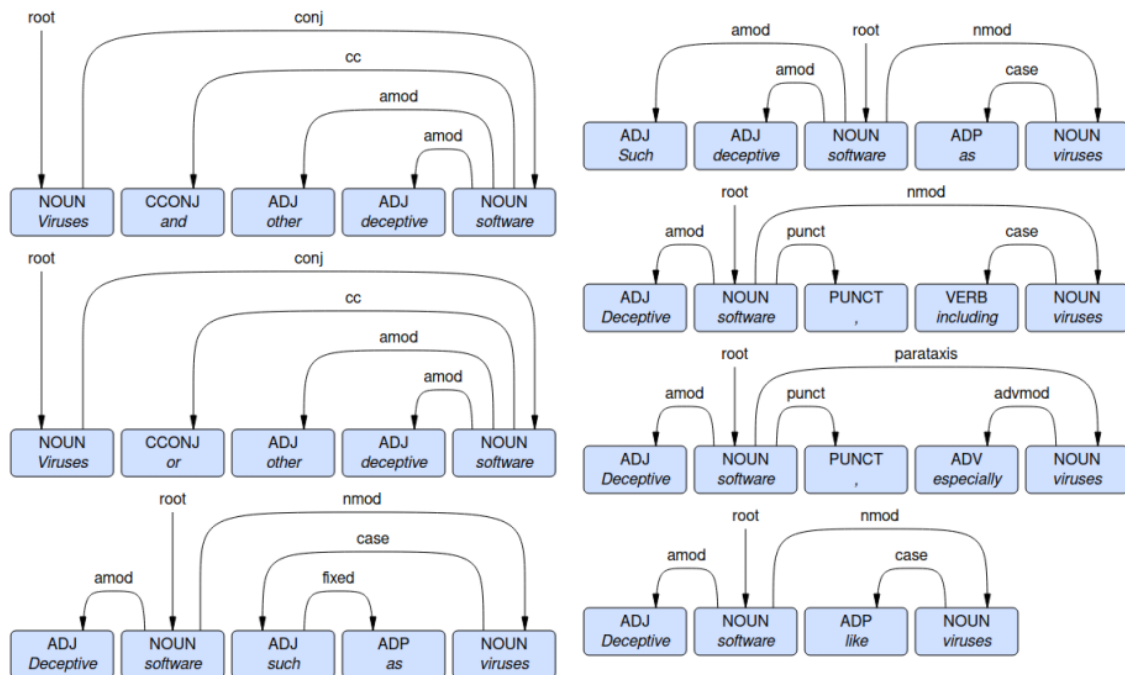 root conj
cc
amod
amod
NOUN CCONJ ADJ ADJ NOUN
Viruses and other deceptive software
root conj
cc
amod
amod
NOUN CCONJ ADJ ADJ NOUN
Viruses or other deceptive software
root nmod
case
amod fixed
ADJ NOUN ADJ ADP NOUN
Deceptive software such as viruses
amod root nmod
amod case
ADJ ADJ NOUN ADP NOUN
Such deceptive software as viruses
root nmod
amod punct case
ADJ NOUN PUNCT VERB NOUN
Deceptive software , including viruses
root parataxis
amod punct advmod
ADJ NOUN PUNCT ADV NOUN
Deceptive software , especially viruses
root nmod
amod case
ADJ NOUN ADP NOUN
Deceptive software like viruses